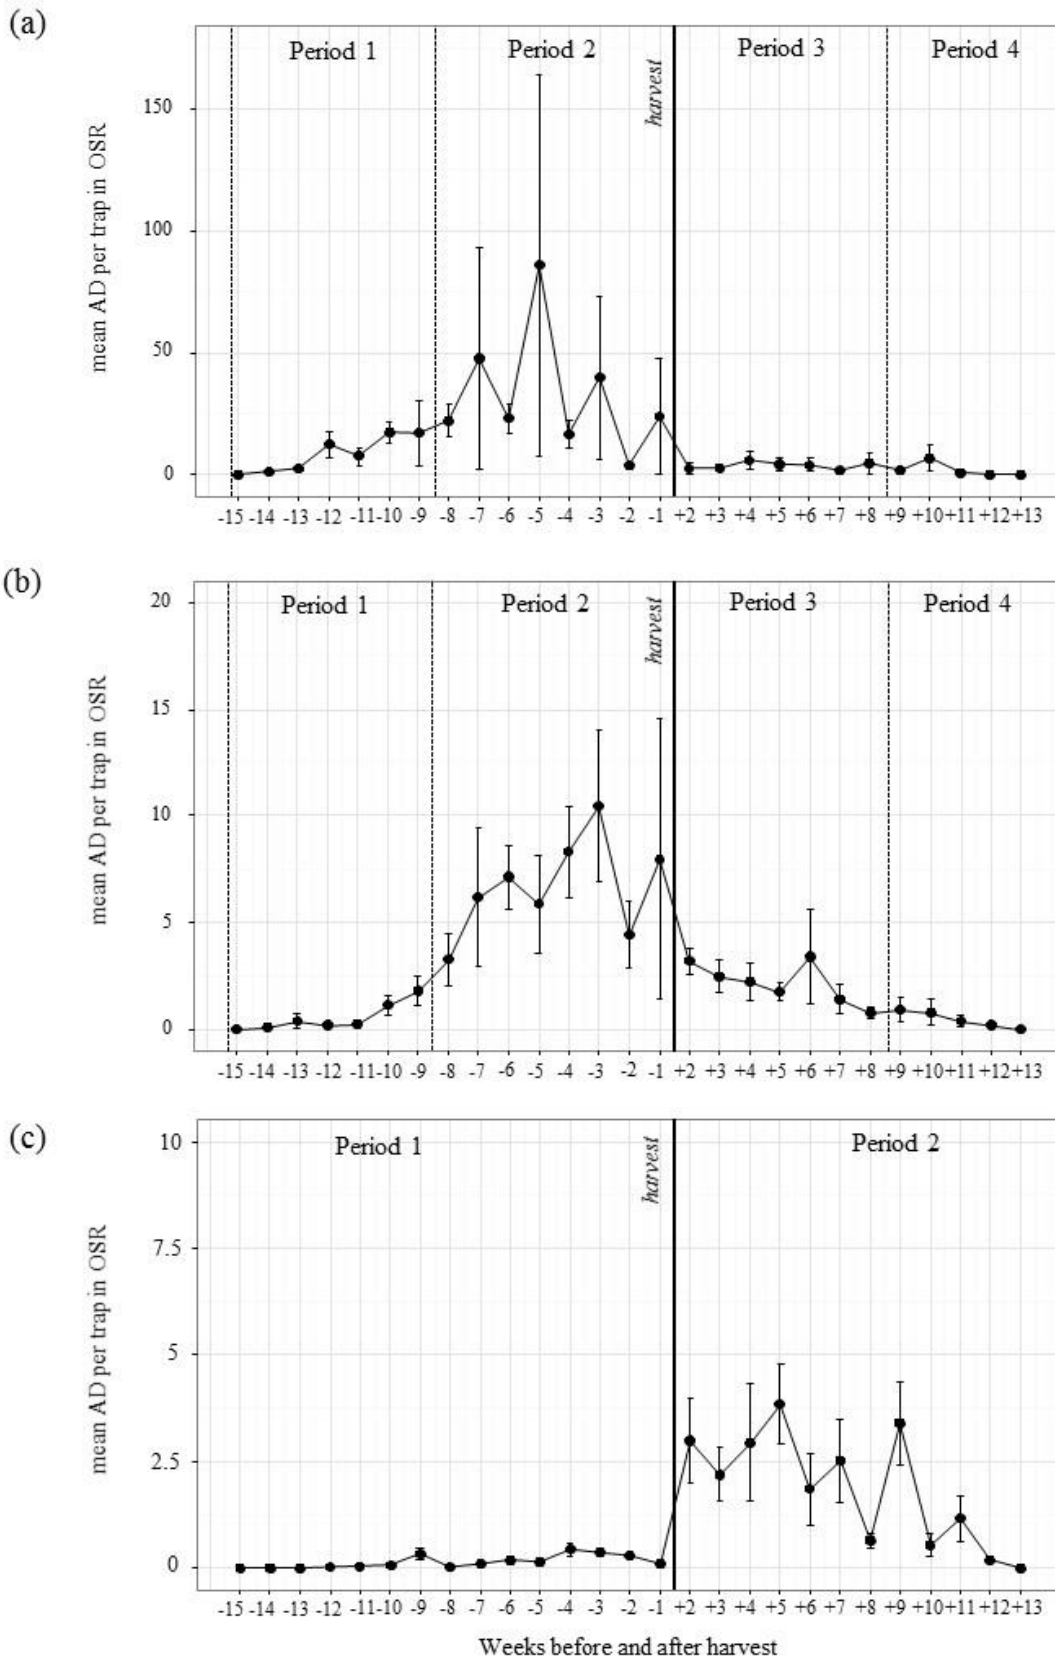 (a)
Period 1 Period 2 harvest Period 3 Period 4
mean AD per trap in OSR
150
100
50
0
-15 -14 -13 -12 -11 -10 -9 -8 -7 -6 -5 -4 -3 -2 -1 +2 +3 +4 +5 +6 +7 +8 +9 +10 +11 +12 +13
(b)
Period 1 Period 2 harvest Period 3 Period 4
mean AD per trap in OSR
20
15
10
5
0
-15 -14 -13 -12 -11 -10 -9 -8 -7 -6 -5 -4 -3 -2 -1 +2 +3 +4 +5 +6 +7 +8 +9 +10 +11 +12 +13
(c)
Period 1 harvest Period 2
mean AD per trap in OSR
10
7.5
5
2.5
0
-15 -14 -13 -12 -11 -10 -9 -8 -7 -6 -5 -4 -3 -2 -1 +2 +3 +4 +5 +6 +7 +8 +9 +10 +11 +12 +13
Weeks before and after harvest